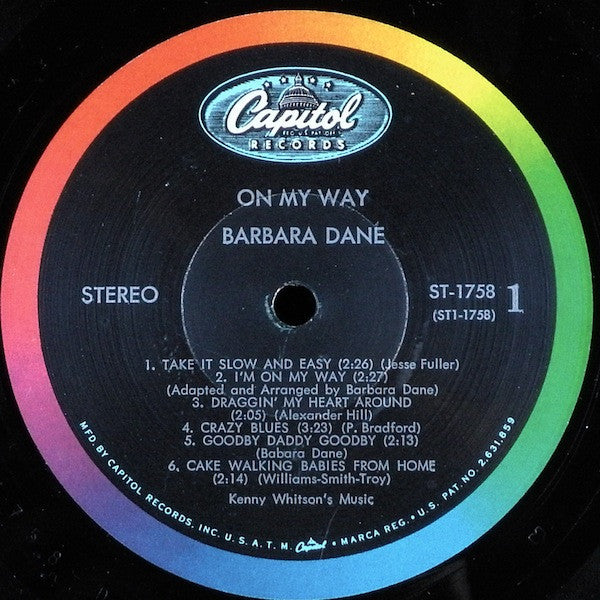 Capitol
REG. U.S. PAT. OFF.
RECORDS
ON MY WAY
BARBARA DANE
STEREO
ST-1758
(ST1-1758)
1
1. TAKE IT SLOW AND EASY (2:26) (Jesse Fuller)
2. I'M ON MY WAY (2:27)
(Adapted and Arranged by Barbara Dane)
3. DRAGGIN' MY HEART AROUND
(2:05) (Alexander Hill)
4. CRAZY BLUES (3:23) (P. Bradford)
5. GOODBY DADDY GOODBY (2:13)
(Babara Dane)
6. CAKE WALKING BABIES FROM HOME
(2:14) (Williams-Smith-Troy)
Kenny Whitson's Music
MFD. BY CAPITOL RECORDS, INC. U.S.A. T.M. Capitol MARCA REG. • U.S. PAT. NO. 2,631,859